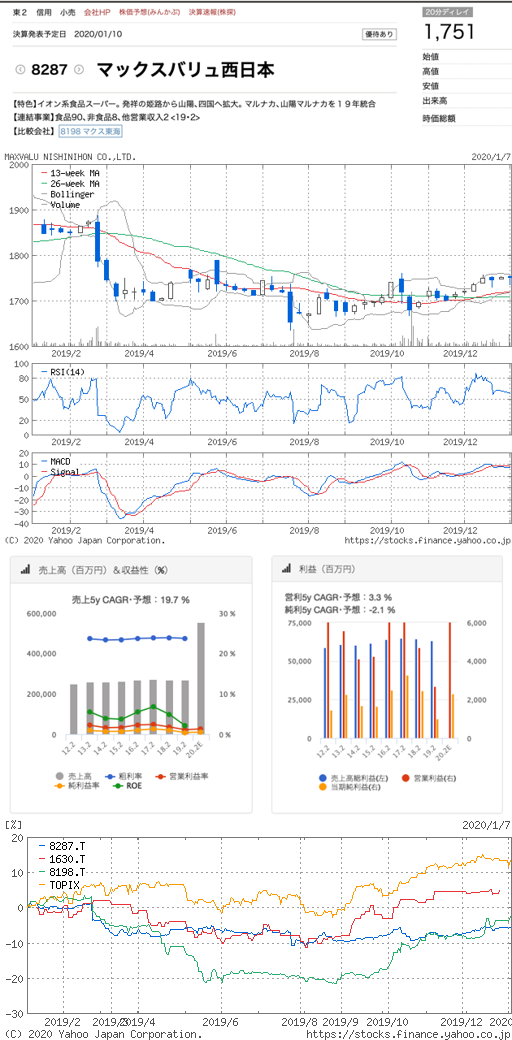 東2 信用 小売 会社HP 株価予想(みんかぶ) 決算速報(株探)
20分ディレイ
決算発表予定日 2020/01/10 優待あり
1,751
始値
8287 マックスバリュ西日本
高値
安値
【特色】イオン系食品スーパー。発祥の姫路から山陽、四国へ拡大。マルナカ、山陽マルナカを19年統合
出来高
【連結事業】食品90、非食品8、他営業収入2<19・2>
時価総額
【比較会社】8198 マクス東海
MAXVALU NISHINIHON CO.,LTD. 2020/1/7
2000
13-week MA
26-week MA
Bollinger
Volume
1900
1800
1700
1600
2019/2 2019/4 2019/6 2019/8 2019/10 2019/12
100
RSI(14)
80
50
20
0
2019/2 2019/4 2019/6 2019/8 2019/10 2019/12
20
MACD
10
Signal
0
-10
-20
-30
-40
2019/2 2019/4 2019/6 2019/8 2019/10 2019/12
(C) 2020 Yahoo Japan Corporation. https://stocks.finance.yahoo.co.jp
売上高（百万円）＆収益性（%）
売上5y CAGR・予想：19.7 %
600,000 30 %
400,000 20 %
200,000 10 %
0 0 %
12.2 13.2 14.2 15.2 16.2 17.2 18.2 19.2 20.2E
売上高 粗利率 営業利益率
純利益率 ROE
利益（百万円）
営利5y CAGR・予想：3.3 %
純利5y CAGR・予想：-2.1 %
75,000 6,000
50,000 4,000
25,000 2,000
0 0
12.2 13.2 14.2 15.2 16.2 17.2 18.2 19.2 20.2E
売上高総利益(左) 営業利益(右)
当期純利益(右)
[%] 2020/1/7
20
8287.T
1630.T
8198.T
TOPIX
10
0
-10
-20
-30
2019/2 2019/3 2019/4 2019/6 2019/8 2019/9 2019/10 2019/12 2020
(C) 2020 Yahoo Japan Corporation. https://stocks.finance.yahoo.co.jp